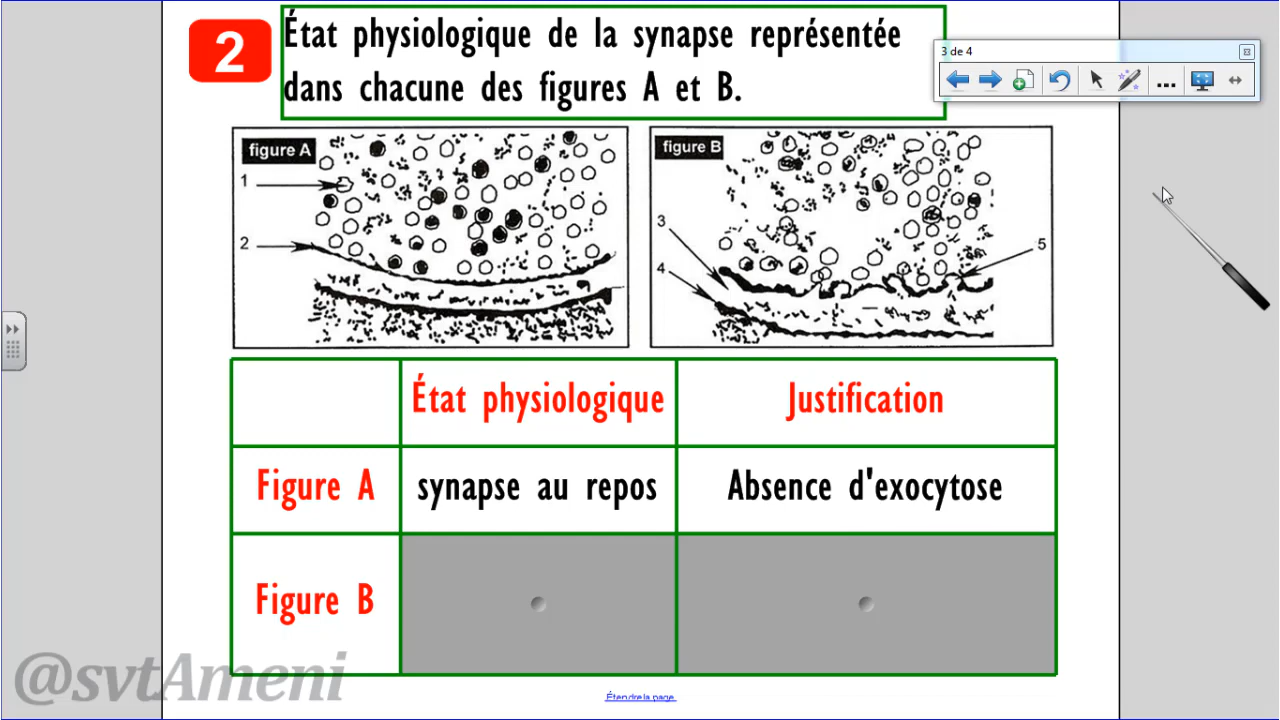 2
État physiologique de la synapse représentée
dans chacune des figures A et B.
3 de 4
figure A
1
2
figure B
3
4
5
État physiologique
Justification
Figure A
synapse au repos
Absence d'exocytose
Figure B
@svtAmeni
Étendre la page